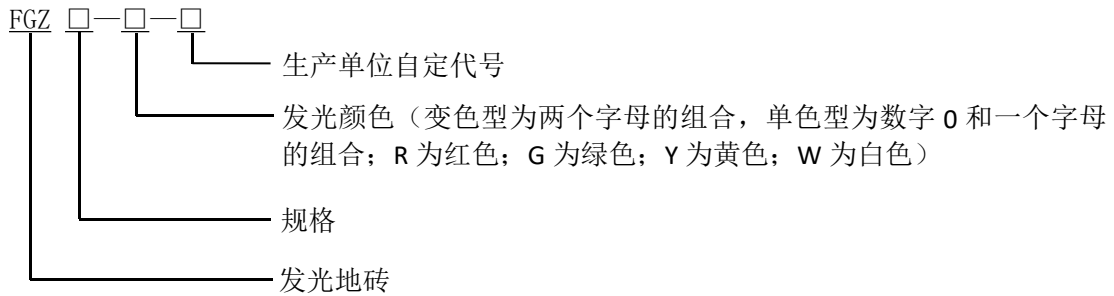 FGZ □—□—□
生产单位自定代号
发光颜色（变色型为两个字母的组合，单色型为数字 0 和一个字母
的组合；R 为红色；G 为绿色；Y 为黄色；W 为白色）
规格
发光地砖